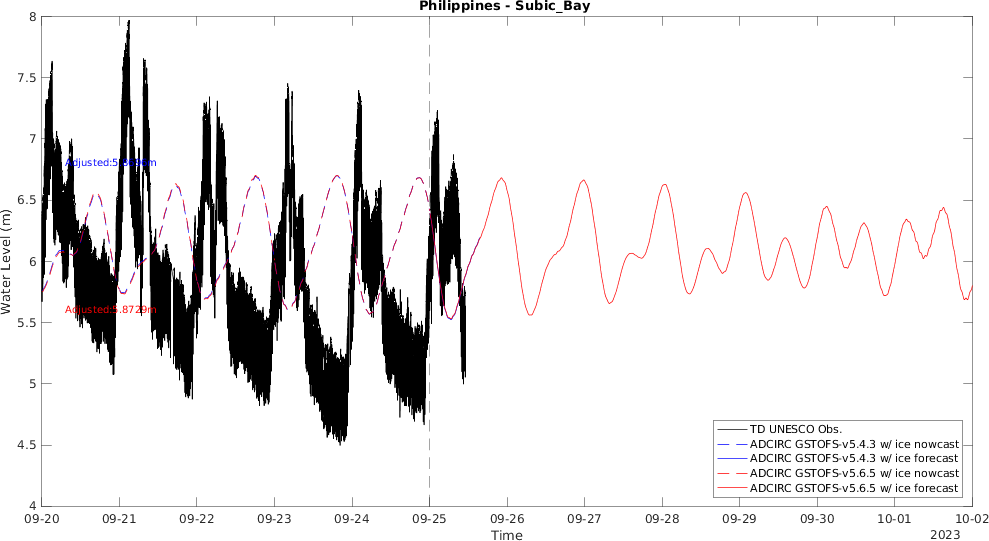 Philippines - Subic_Bay
8
7.5
7
6.5
6
5.5
5
4.5
4
Water Level (m)
Adjusted:5.8729m
09-20
09-21
09-22
09-23
09-24
09-25
09-26
09-27
09-28
09-29
09-30
10-01
10-02
Time
2023
TD UNESCO Obs.
ADCIRC GSTOFS-v5.4.3 w/ ice nowcast
ADCIRC GSTOFS-v5.4.3 w/ ice forecast
ADCIRC GSTOFS-v5.6.5 w/ ice nowcast
ADCIRC GSTOFS-v5.6.5 w/ ice forecast